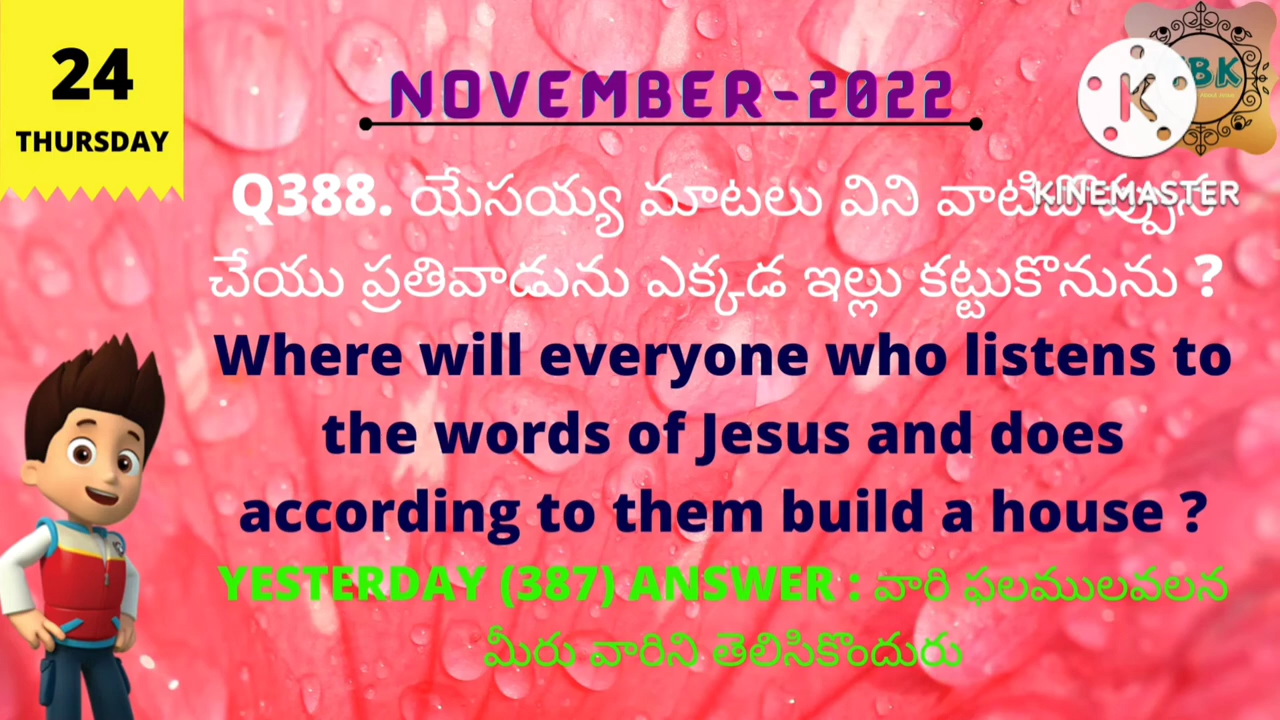 24
THURSDAY
NOVEMBER-2022
BK
K
KINEMASTER
Q388. యేసయ్య మాటలు విని
చేయు ప్రతివాడును ఎక్కడ ఇల్లు కట్టుకొనును ?
Where will everyone who listens to
the words of Jesus and does
according to them build a house ?
YESTERDAY (387) ANSWER : వారి ఫలములవలన
మీరు వారిని తెలిసికొందురు